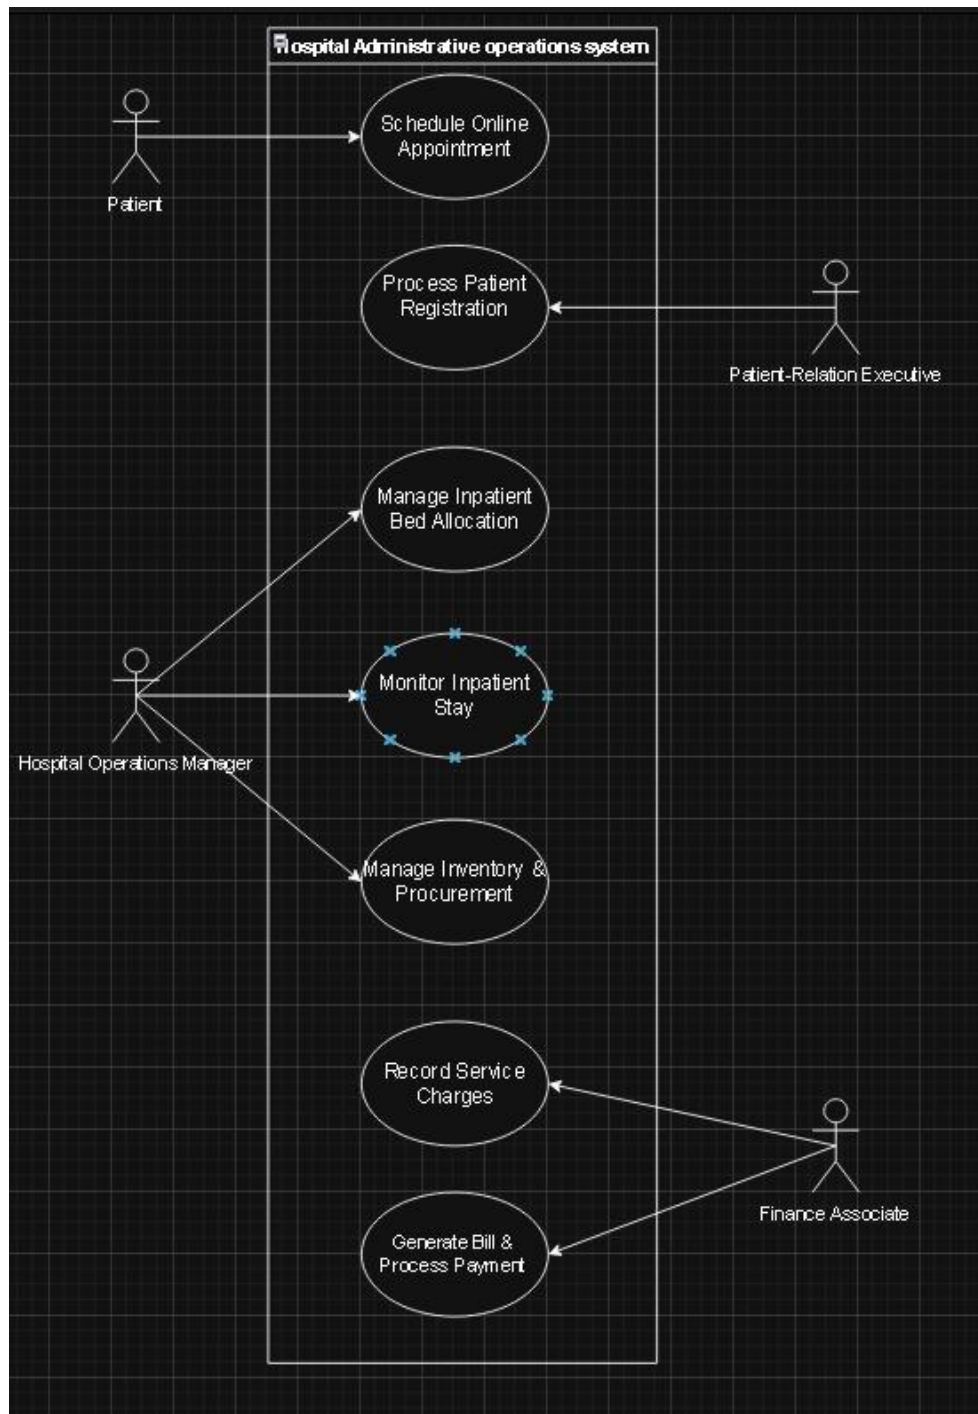 Hospital Administrative operations system
Schedule Online
Appointment
Patient
Process Patient
Registration
Patient-Relation Executive
Manage Inpatient
Bed Allocation
Monitor Inpatient
Stay
Hospital Operations Manager
Manage Inventory &
Procurement
Record Service
Charges
Finance Associate
Generate Bill &
Process Payment